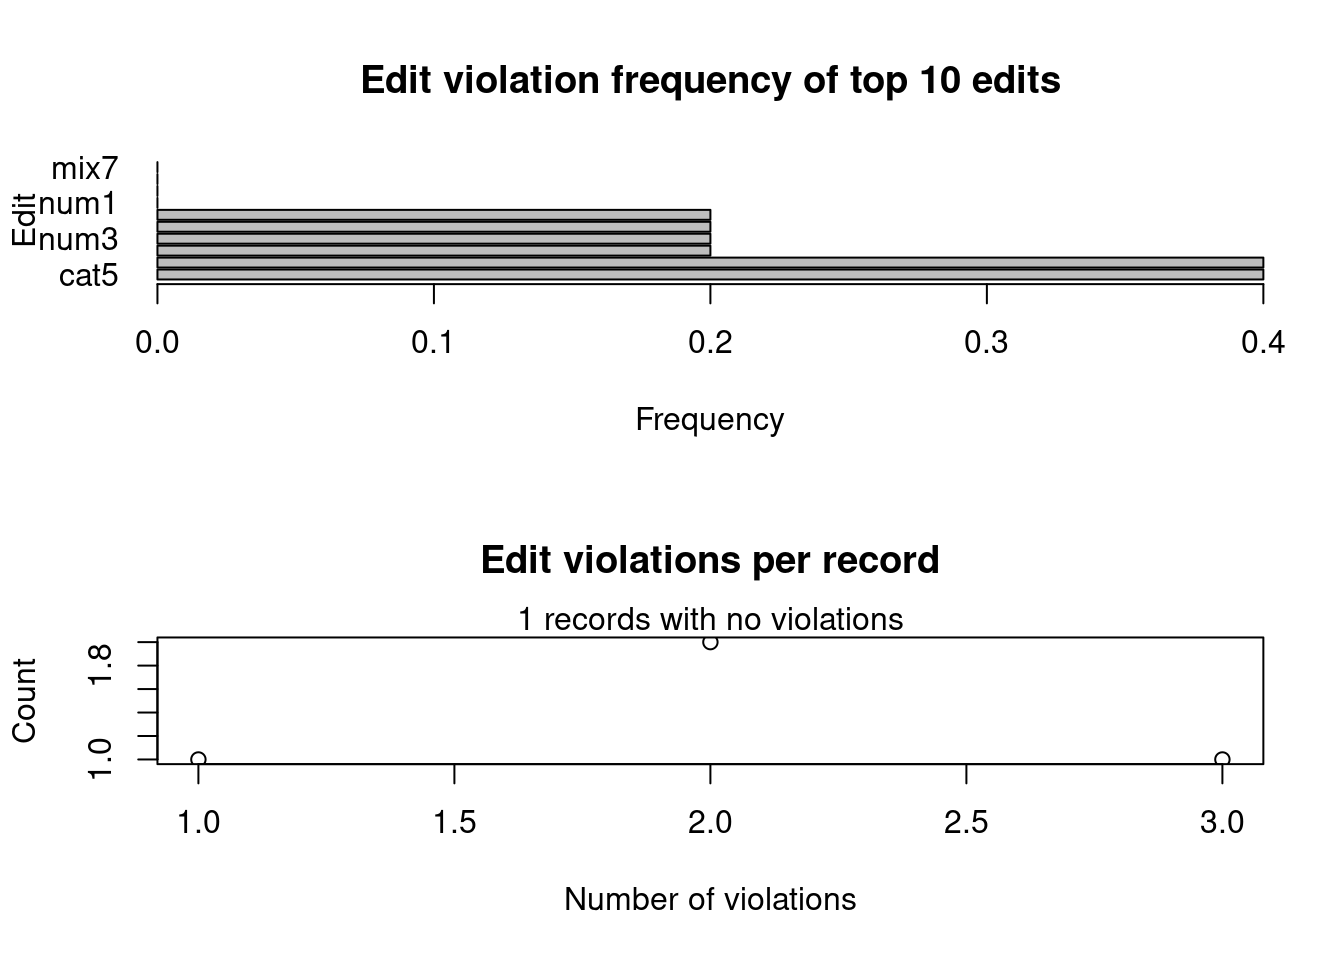 Edit violation frequency of top 10 edits
mix7
num1
num3
cat5
Edit
0.0 0.1 0.2 0.3 0.4
Frequency
Edit violations per record
1 records with no violations
1.8
1.0
Count
1.0 1.5 2.0 2.5 3.0
Number of violations